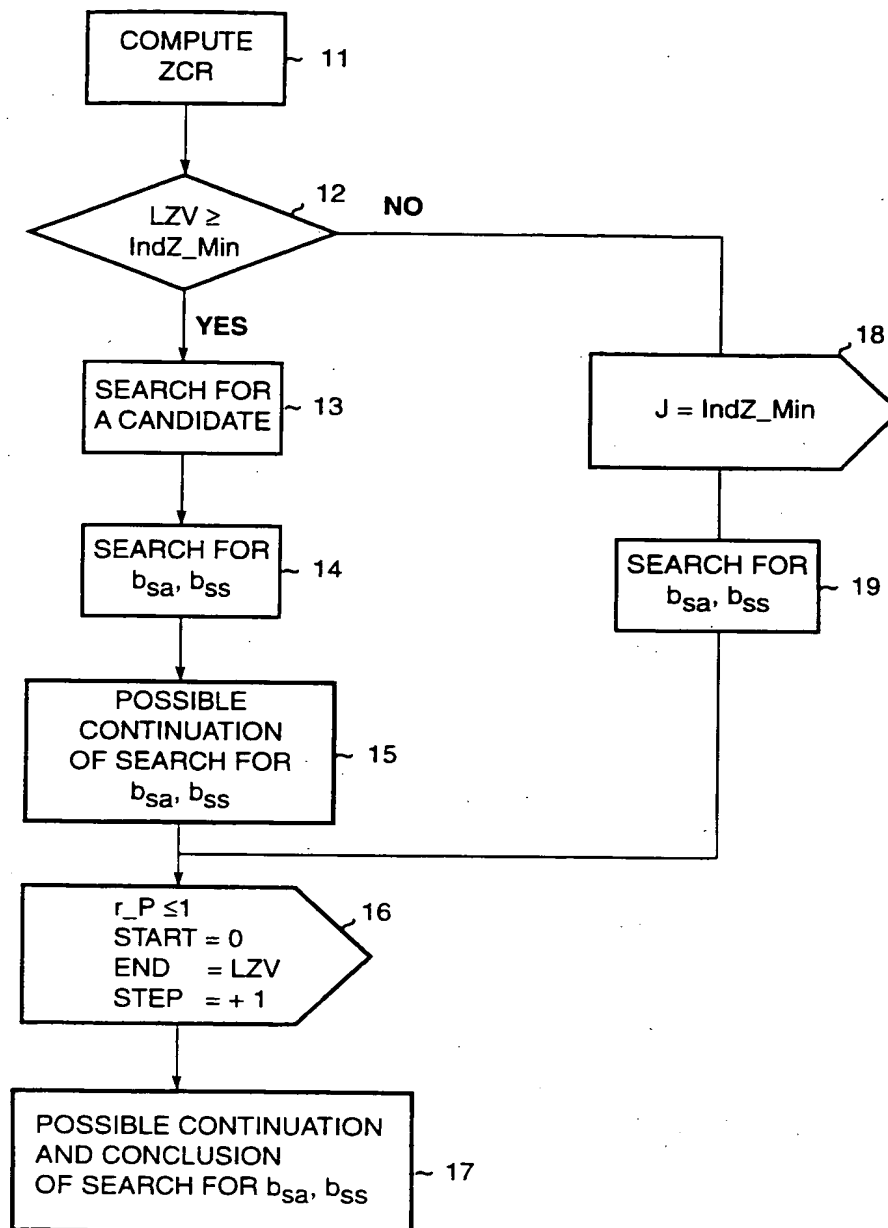 COMPUTE
ZCR
11
12
LZV ≥
IndZ_Min
NO
YES
SEARCH FOR
A CANDIDATE
13
18
J = IndZ_Min
SEARCH FOR
b_sa, b_ss
14
SEARCH FOR
b_sa, b_ss
19
POSSIBLE
CONTINUATION
OF SEARCH FOR
b_sa, b_ss
15
r_P ≤1
START = 0
END = LZV
STEP = + 1
16
POSSIBLE CONTINUATION
AND CONCLUSION
OF SEARCH FOR b_sa, b_ss
17